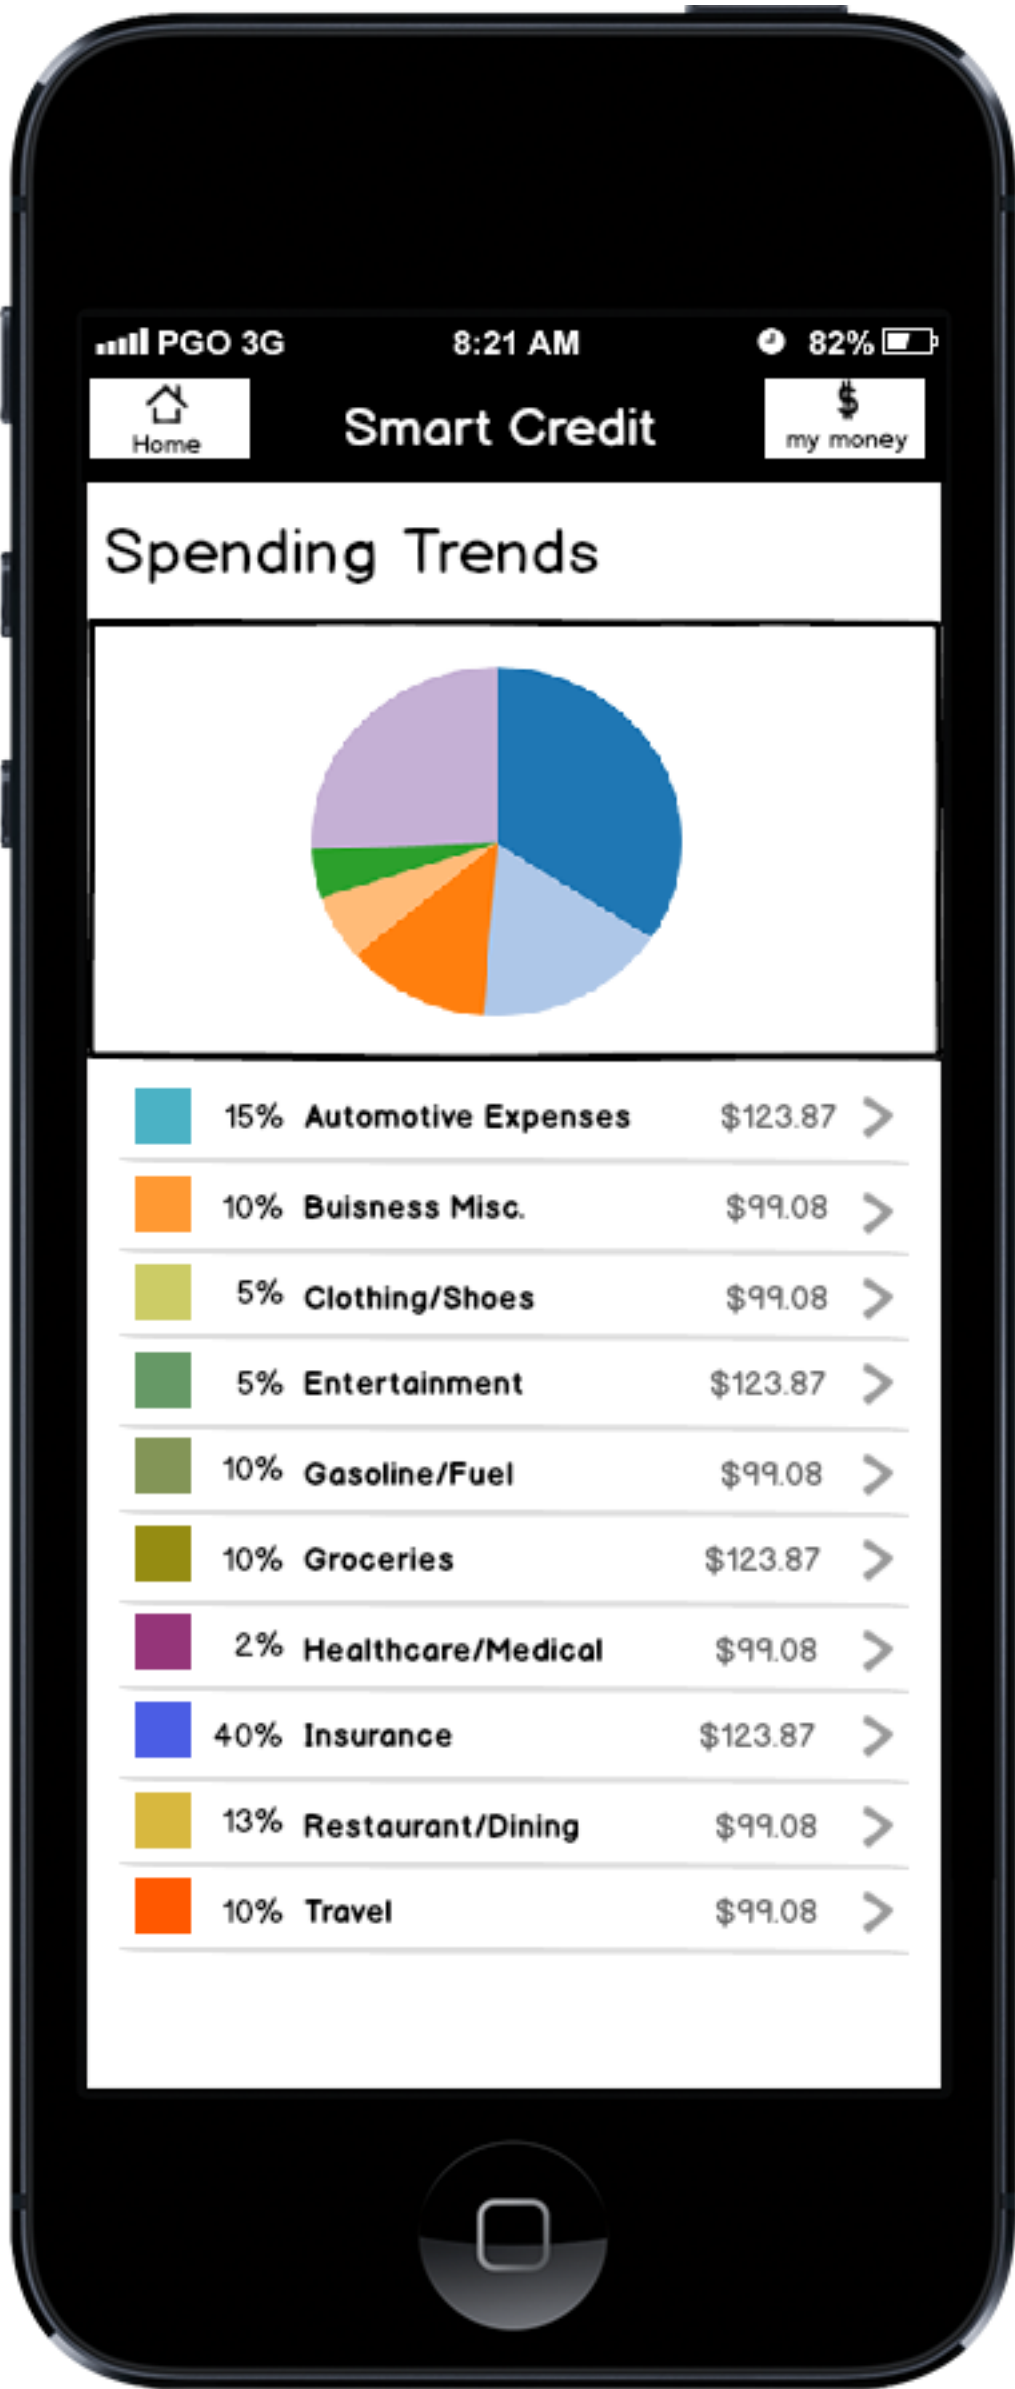 PGO 3G 8:21 AM 82%
Home Smart Credit $ my money
Spending Trends
15% Automotive Expenses $123.87
10% Buisness Misc. $99.08
5% Clothing/Shoes $99.08
5% Entertainment $123.87
10% Gasoline/Fuel $99.08
10% Groceries $123.87
2% Healthcare/Medical $99.08
40% Insurance $123.87
13% Restaurant/Dining $99.08
10% Travel $99.08